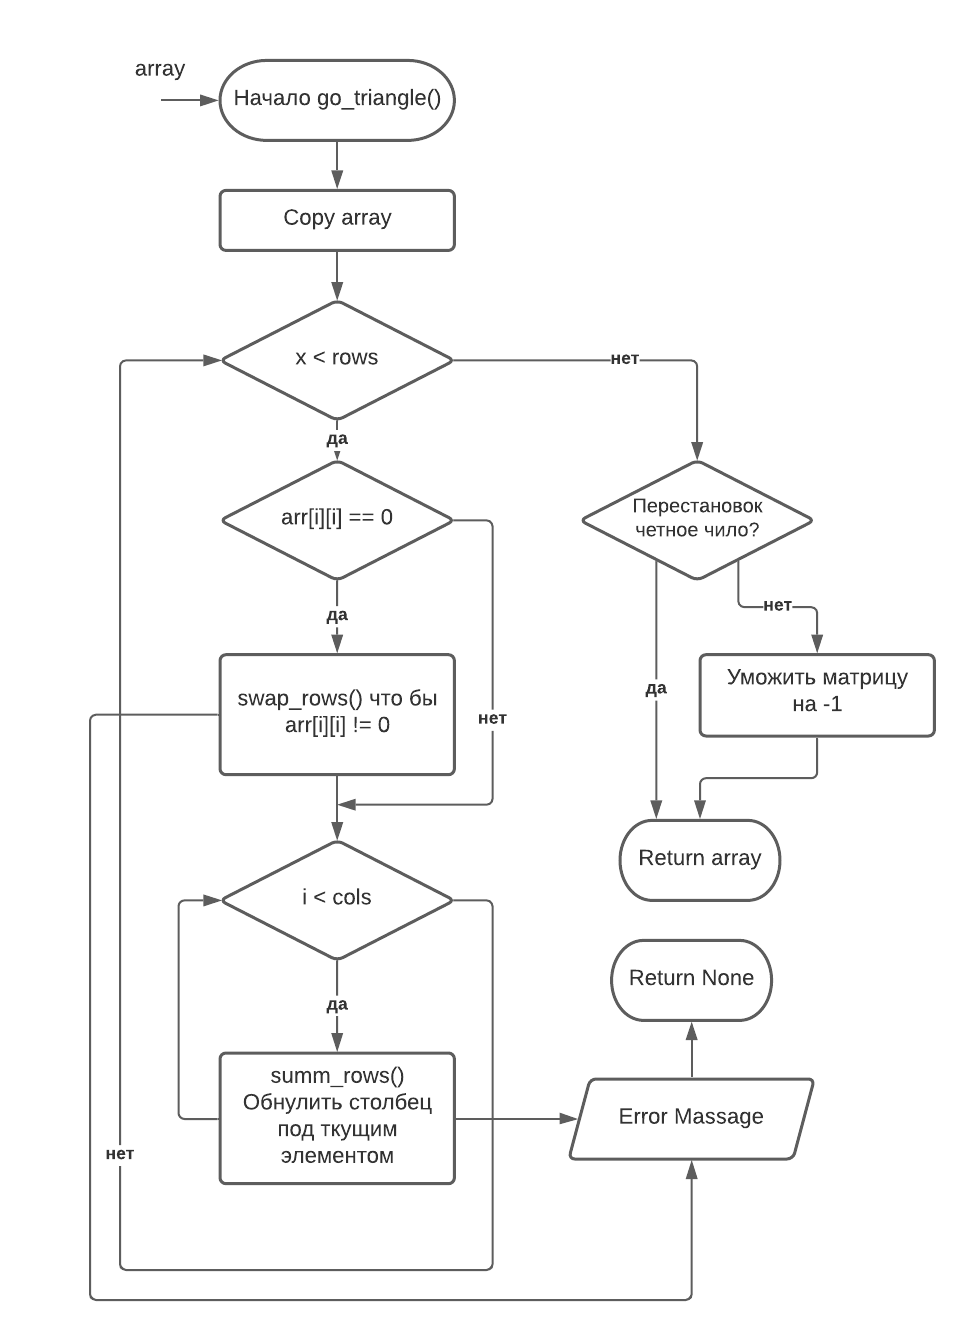 array
Начало go_triangle()
Copy array
x < rows
нет
да
arr[i][i] == 0
Перестановок
четное чило?
да
нет
swap_rows() что бы
arr[i][i] != 0
Уможить матрицу
на -1
да
нет
Return array
i < cols
Return None
да
summ_rows()
Обнулить столбец
под ткущим
элементом
Error Massage
нет